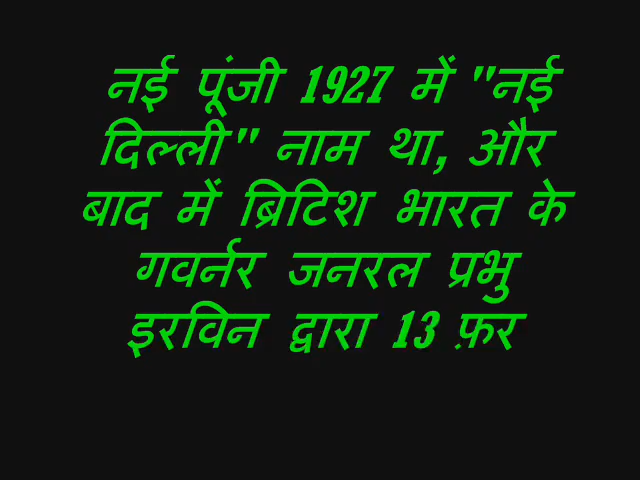 नई पूंजी 1927 में "नई
दिल्ली" नाम था, और
बाद में ब्रिटिश भारत के
गवर्नर जनरल प्रभु
इरविन द्वारा 13 फ़र